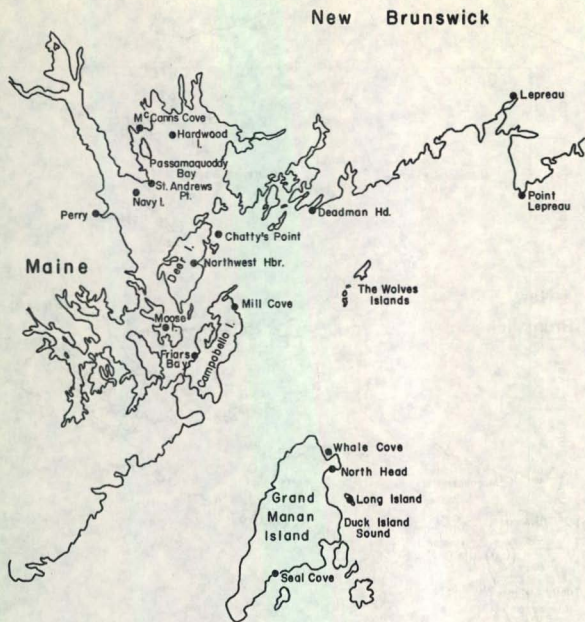 New Brunswick
Lepreau
McCanns Cove
Hardwood
I.
Passamaquoddy
Bay
St. Andrews
Pt.
Navy I.
Point
Lepreau
Perry
Deadman Hd.
Chatty's Point
Maine
Deer I.
Northwest Hbr.
The Wolves
Islands
Mill Cove
Moose
I.
Campobello I.
Friars
Bay
Whale Cove
North Head
Grand
Manan
Island
Long Island
Duck Island
Sound
Seal Cove